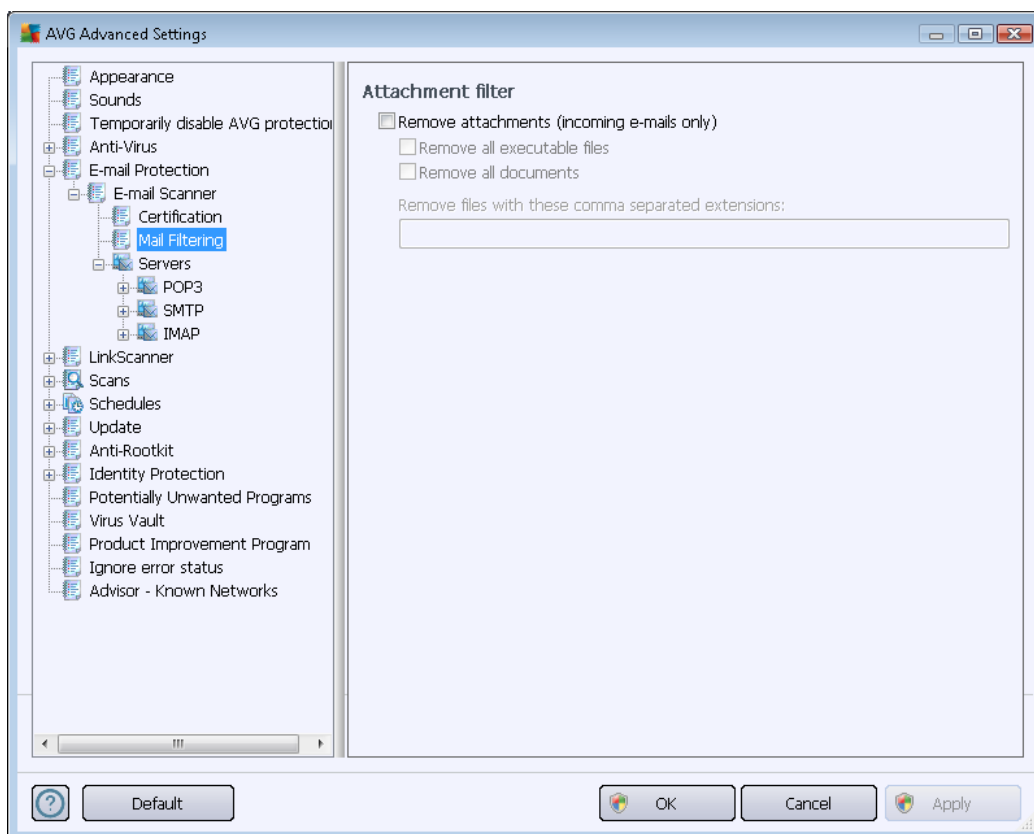 AVG Advanced Settings
Appearance
Sounds
Temporarily disable AVG protection
Anti-Virus
E-mail Protection
E-mail Scanner
Certification
Mail Filtering
Servers
POP3
SMTP
IMAP
LinkScanner
Scans
Schedules
Update
Anti-Rootkit
Identity Protection
Potentially Unwanted Programs
Virus Vault
Product Improvement Program
Ignore error status
Advisor - Known Networks
Attachment filter
Remove attachments (incoming e-mails only)
Remove all executable files
Remove all documents
Remove files with these comma separated extensions:
? Default OK Cancel Apply